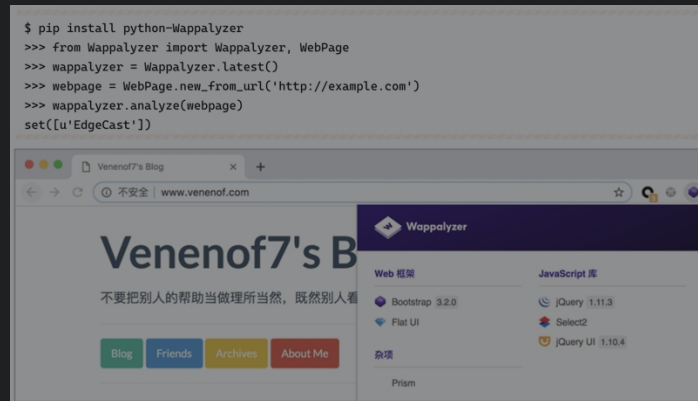 $ pip install python-Wappalyzer
>>> from Wappalyzer import Wappalyzer, WebPage
>>> wappalyzer = Wappalyzer.latest()
>>> webpage = WebPage.new_from_url('http://example.com')
>>> wappalyzer.analyze(webpage)
set([u'EdgeCast'])
Venenof7's Blog
不安全 | www.venenof.com
Wappalyzer
Venenof7's B
不要把别人的帮助当做理所当然，既然别人看
Blog Friends Archives About Me
Web 框架
Bootstrap 3.2.0
Flat UI
杂项
Prism
JavaScript 库
jQuery 1.11.3
Select2
jQuery UI 1.10.4